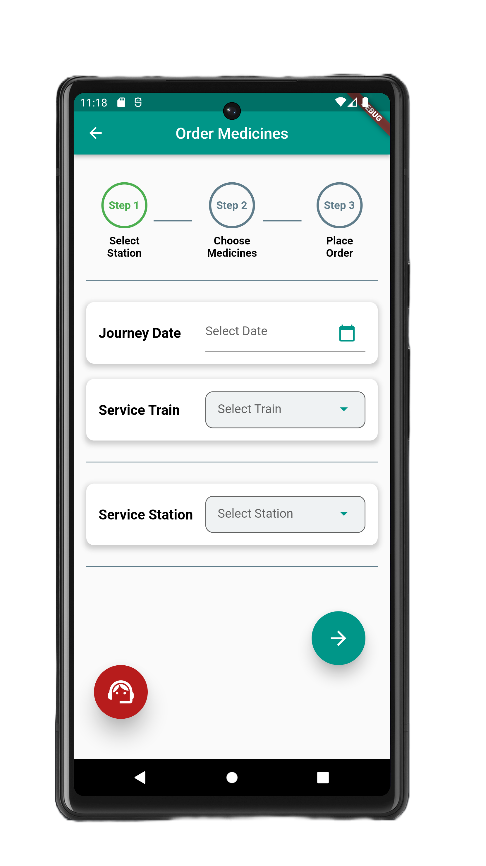 11:18
DEBUG
Order Medicines
Step 1
Step 2
Step 3
Select
Station
Choose
Medicines
Place
Order
Journey Date
Select Date
Service Train
Select Train
Service Station
Select Station